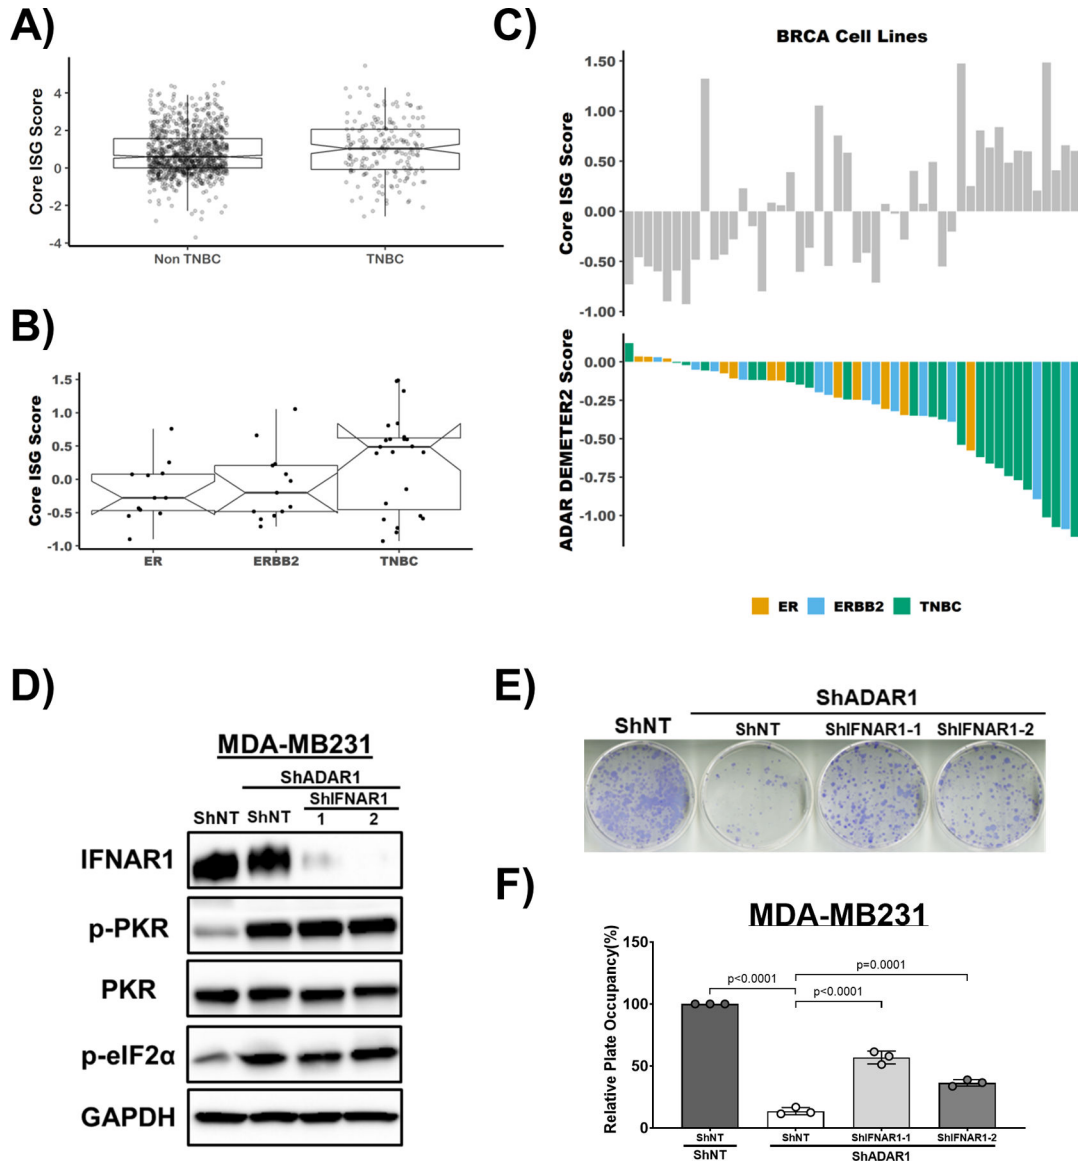 A)
Core ISG Score
4
2
0
-2
-4
Non TNBC
TNBC
B)
Core ISG Score
1.5
1.0
0.5
0.0
-0.5
-1.0
ER
ERBB2
TNBC
C)
BRCA Cell Lines
Core ISG Score
1.50
1.00
0.50
0.00
-0.50
-1.00
ADAR DEMETER2 Score
0.00
-0.25
-0.50
-0.75
-1.00
ER
ERBB2
TNBC
D)
MDA-MB231
ShADAR1
ShIFNAR1
ShNT
ShNT
1
2
IFNAR1
p-PKR
PKR
p-eIF2α
GAPDH
E)
ShADAR1
ShNT
ShNT
ShIFNAR1-1
ShIFNAR1-2
F)
MDA-MB231
Relative Plate Occupancy(%)
150
100
50
0
p<0.0001
p<0.0001
p=0.0001
ShNT
ShNT
ShIFNAR1-1
ShIFNAR1-2
ShNT
ShADAR1